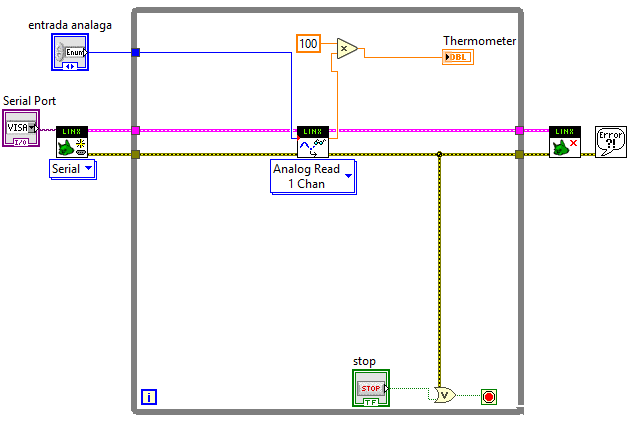 entrada analaga
Enum
100
x
Thermometer
DBL
Serial Port
VISA
I/O
LINX
LINX
LINX
Error
?!
Serial
Analog Read
1 Chan
stop
STOP
TF
V
i